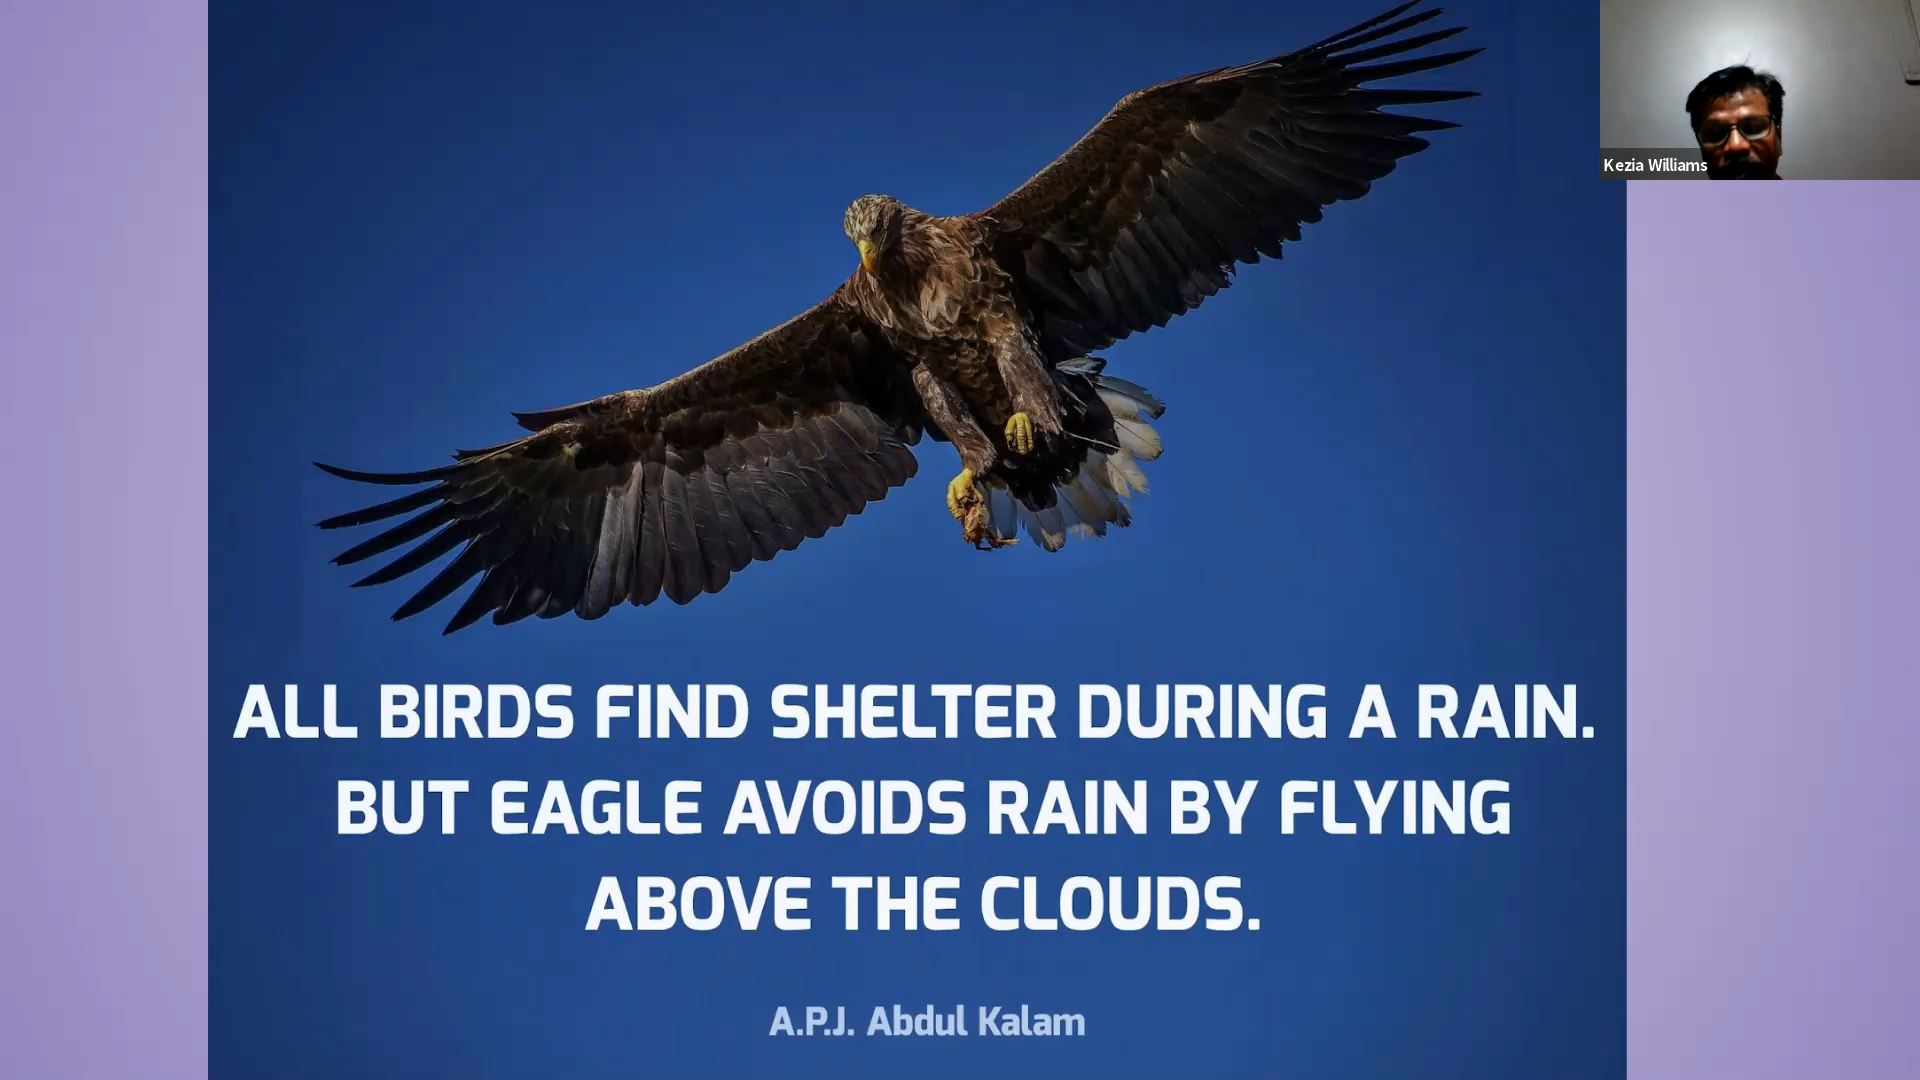 Kezia Williams
ALL BIRDS FIND SHELTER DURING A RAIN.
BUT EAGLE AVOIDS RAIN BY FLYING
ABOVE THE CLOUDS.
A.P.J. Abdul Kalam